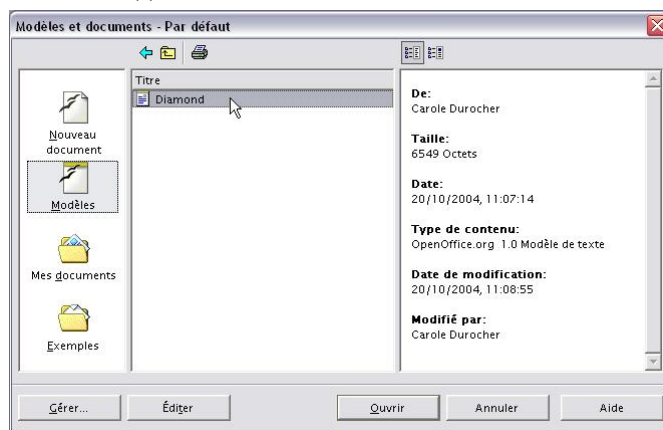 Modèles et documents - Par défaut
Nouveau
document
Modèles
Mes documents
Exemples
Titre
Diamond
De:
Carole Durocher
Taille:
6549 Octets
Date:
20/10/2004, 11:07:14
Type de contenu:
OpenOffice.org 1.0 Modèle de texte
Date de modification:
20/10/2004, 11:08:55
Modifié par:
Carole Durocher
Gérer...
Éditer
Ouvrir
Annuler
Aide